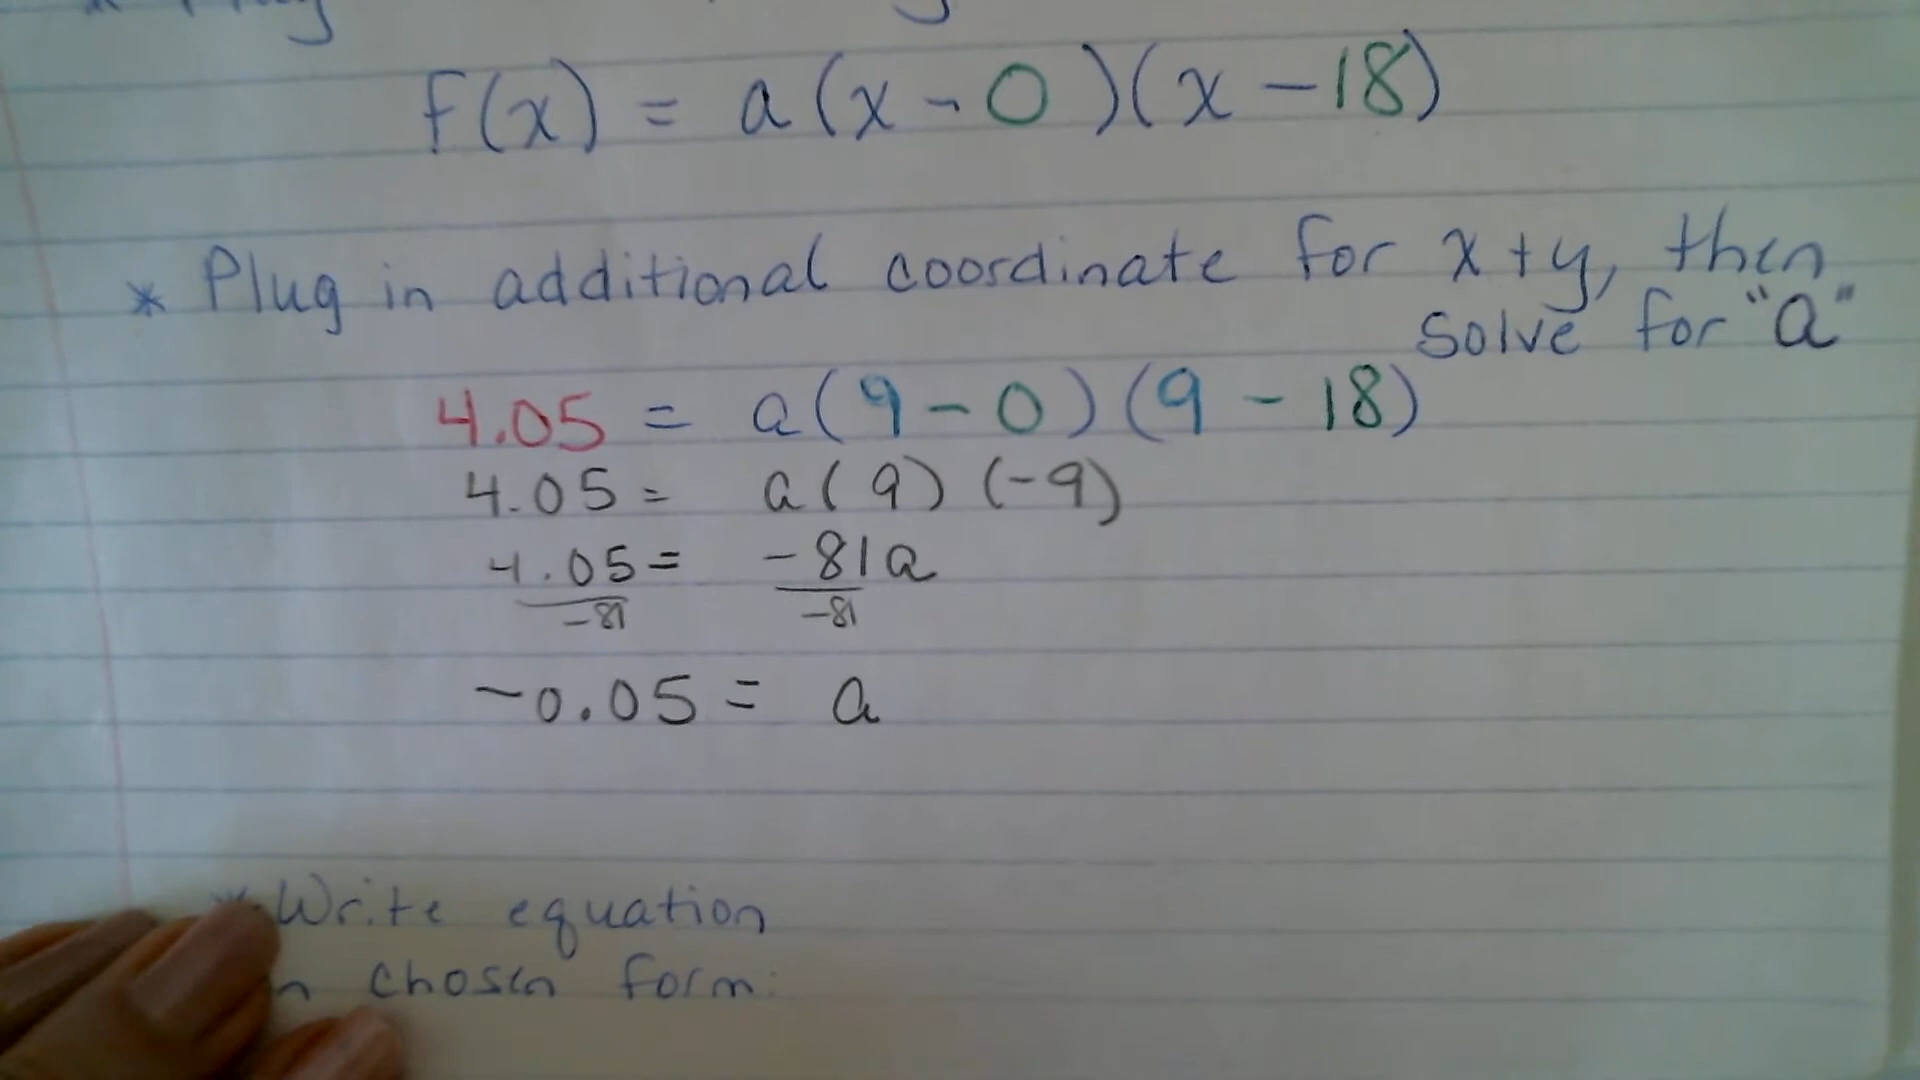 f(x) = a(x - 0)(x - 18)
* Plug in additional coordinate for x + y, then
solve for "a"
4.05 = a(9 - 0)(9 - 18)
4.05 = a(9)(-9)
4.05 = -81a
-81 -81
-0.05 = a
* Write equation
chosen form: